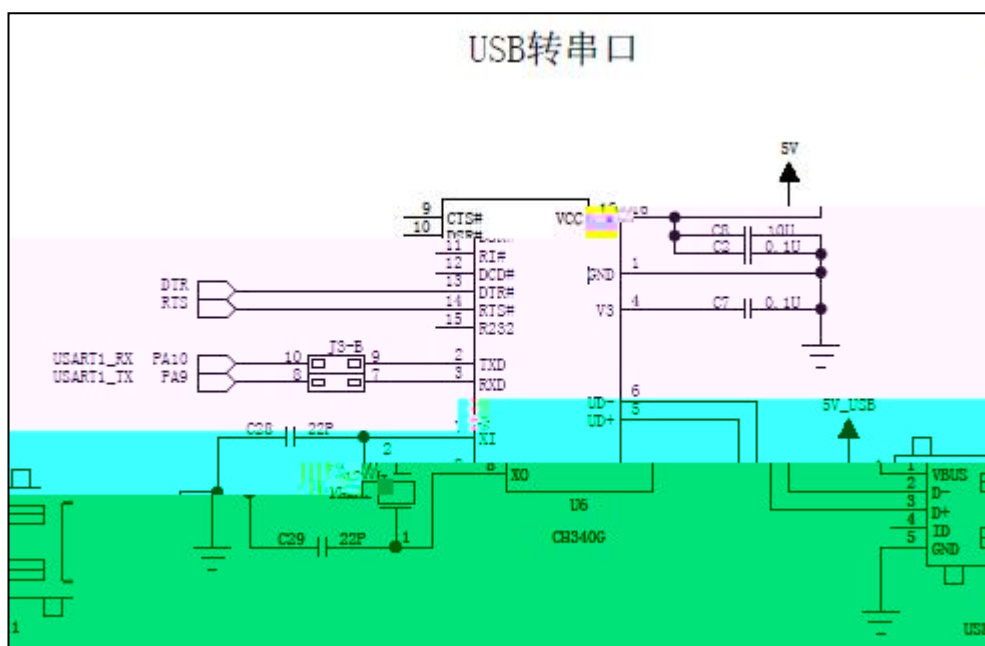 USB转串口
5V
9 CTS# VCC
10
C8 10U
11 C2 0.1U
12 RI#
13 DCD# GND 1
DTR DTR#
14
RTS RTS# V3 4 C7 0.1U
15 R232
J3-B
USART1_RX PA10 10 9 2 TXD
USART1_TX PA9 8 7 3 RXD
UD- 6
UD+ 5
5V_USB
C28 22P
XI
2
XO
1 VBUS
2 D-
U6 3 D+
4 ID
C29 22P 1 CH340G 5 GND
1